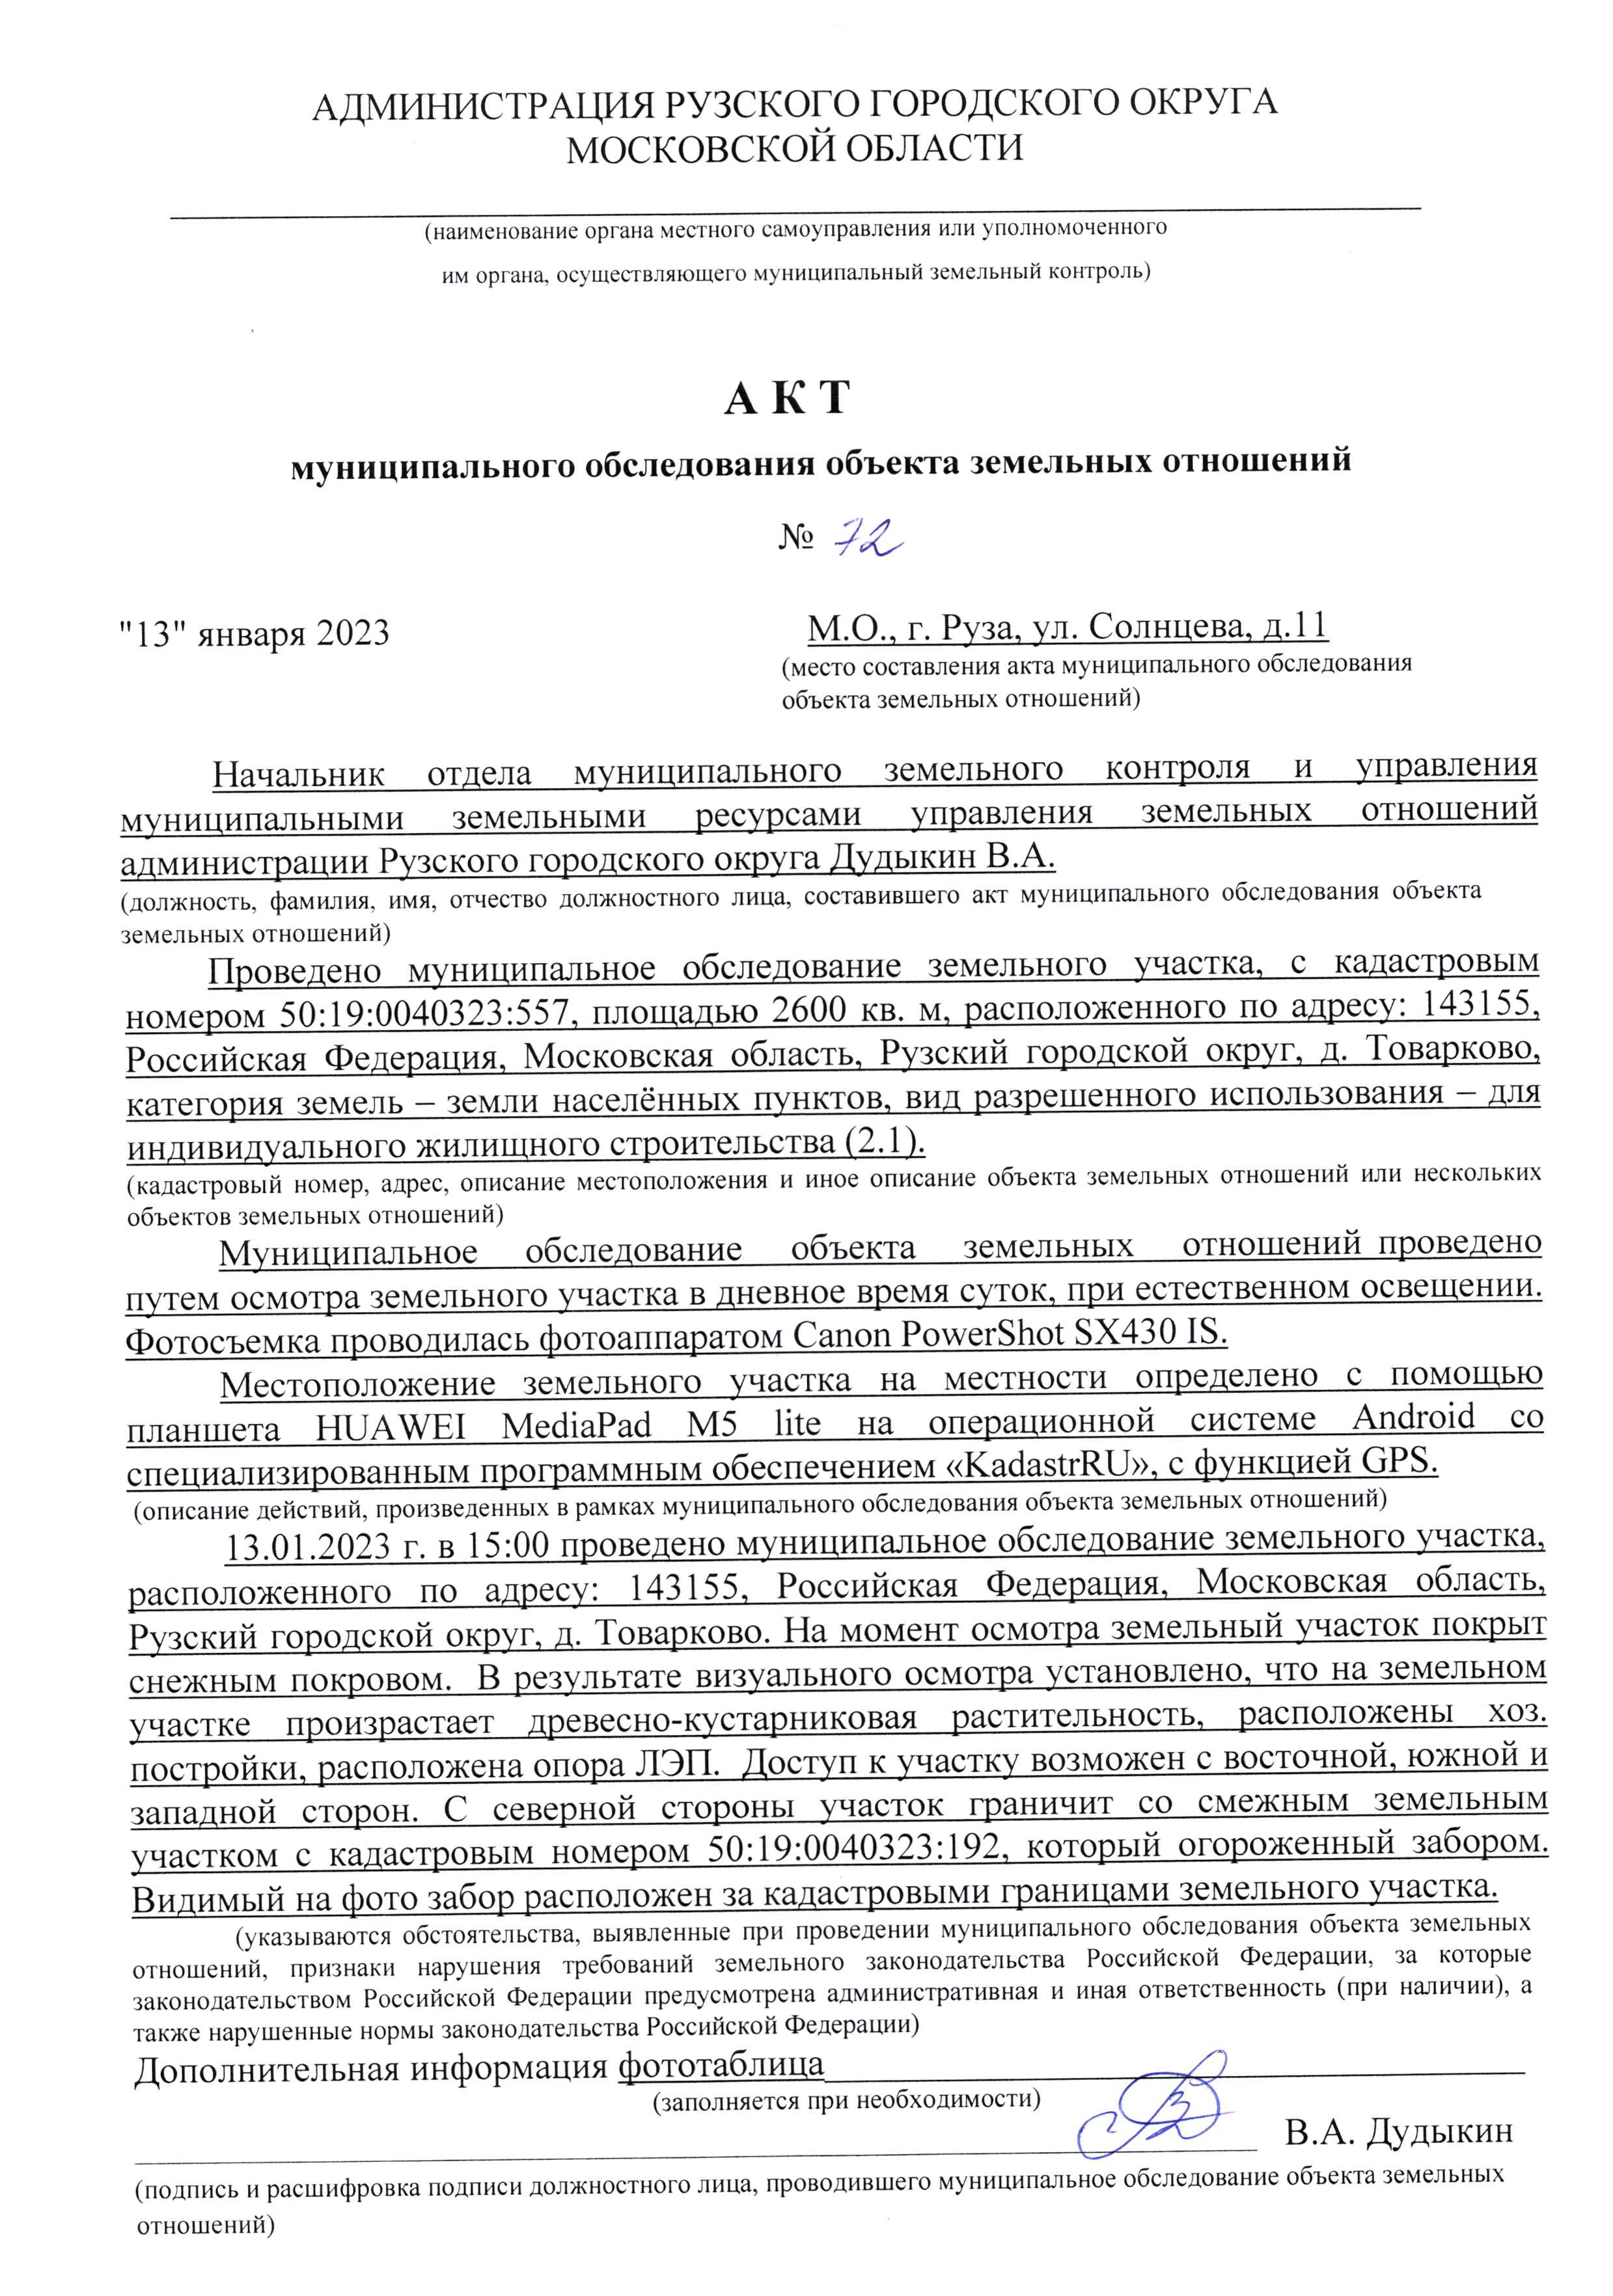 АДМИНИСТРАЦИЯ РУЗСКОГО ГОРОДСКОГО ОКРУГА
МОСКОВСКОЙ ОБЛАСТИ
(наименование органа местного самоуправления или уполномоченного
им органа, осуществляющего муниципальный земельный контроль)
А К Т
муниципального обследования объекта земельных отношений
№ 72
"13" января 2023
М.О., г. Руза, ул. Солнцева, д.11
(место составления акта муниципального обследования
объекта земельных отношений)
Начальник отдела муниципального земельного контроля и управления
муниципальными земельными ресурсами управления земельных отношений
администрации Рузского городского округа Дудыкин В.А.
(должность, фамилия, имя, отчество должностного лица, составившего акт муниципального обследования объекта
земельных отношений)
Проведено муниципальное обследование земельного участка, с кадастровым
номером 50:19:0040323:557, площадью 2600 кв. м, расположенного по адресу: 143155,
Российская Федерация, Московская область, Рузский городской округ, д. Товарково,
категория земель – земли населённых пунктов, вид разрешенного использования – для
индивидуального жилищного строительства (2.1).
(кадастровый номер, адрес, описание местоположения и иное описание объекта земельных отношений или нескольких
объектов земельных отношений)
Муниципальное обследование объекта земельных отношений проведено
путем осмотра земельного участка в дневное время суток, при естественном освещении.
Фотосъемка проводилась фотоаппаратом Canon PowerShot SX430 IS.
Местоположение земельного участка на местности определено с помощью
планшета HUAWEI MediaPad M5 lite на операционной системе Android со
специализированным программным обеспечением «KadastrRU», с функцией GPS.
(описание действий, произведенных в рамках муниципального обследования объекта земельных отношений)
13.01.2023 г. в 15:00 проведено муниципальное обследование земельного участка,
расположенного по адресу: 143155, Российская Федерация, Московская область,
Рузский городской округ, д. Товарково. На момент осмотра земельный участок покрыт
снежным покровом. В результате визуального осмотра установлено, что на земельном
участке произрастает древесно-кустарниковая растительность, расположены хоз.
постройки, расположена опора ЛЭП. Доступ к участку возможен с восточной, южной и
западной сторон. С северной стороны участок граничит со смежным земельным
участком с кадастровым номером 50:19:0040323:192, который огороженный забором.
Видимый на фото забор расположен за кадастровыми границами земельного участка.
(указываются обстоятельства, выявленные при проведении муниципального обследования объекта земельных
отношений, признаки нарушения требований земельного законодательства Российской Федерации, за которые
законодательством Российской Федерации предусмотрена административная и иная ответственность (при наличии), а
также нарушенные нормы законодательства Российской Федерации)
Дополнительная информация фототаблица
(заполняется при необходимости)
В.А. Дудыкин
(подпись и расшифровка подписи должностного лица, проводившего муниципальное обследование объекта земельных
отношений)